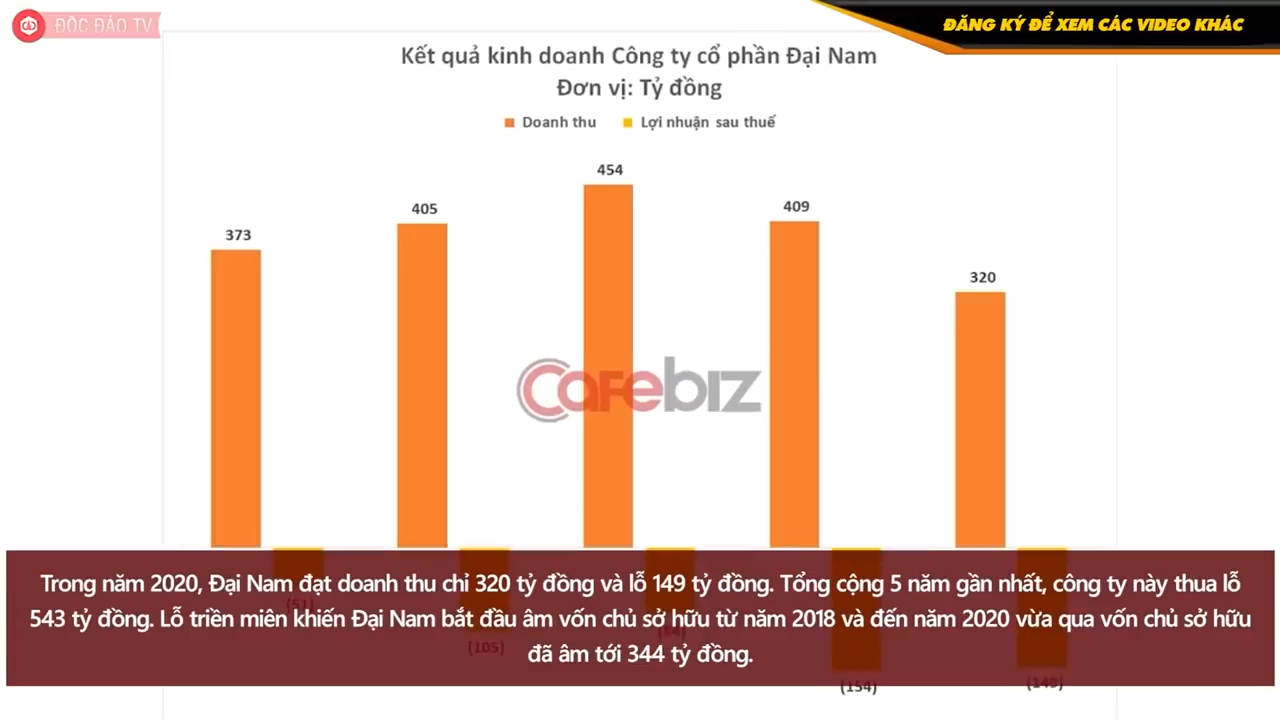 ĐỘC ĐẢO TV
ĐĂNG KÝ ĐỂ XEM CÁC VIDEO KHÁC
Kết quả kinh doanh Công ty cổ phần Đại Nam
Đơn vị: Tỷ đồng
Doanh thu Lợi nhuận sau thuế
373
405
454
409
320
Cafebiz
(51)
Trong năm 2020, Đại Nam đạt doanh thu chỉ 320 tỷ đồng và lỗ 149 tỷ đồng. Tổng cộng 5 năm gần nhất, công ty này thua lỗ
543 tỷ đồng. Lỗ triền miên khiến Đại Nam bắt đầu âm vốn chủ sở hữu từ năm 2018 và đến năm 2020 vừa qua vốn chủ sở hữu
đã âm tới 344 tỷ đồng.
(105)
(154)
(149)